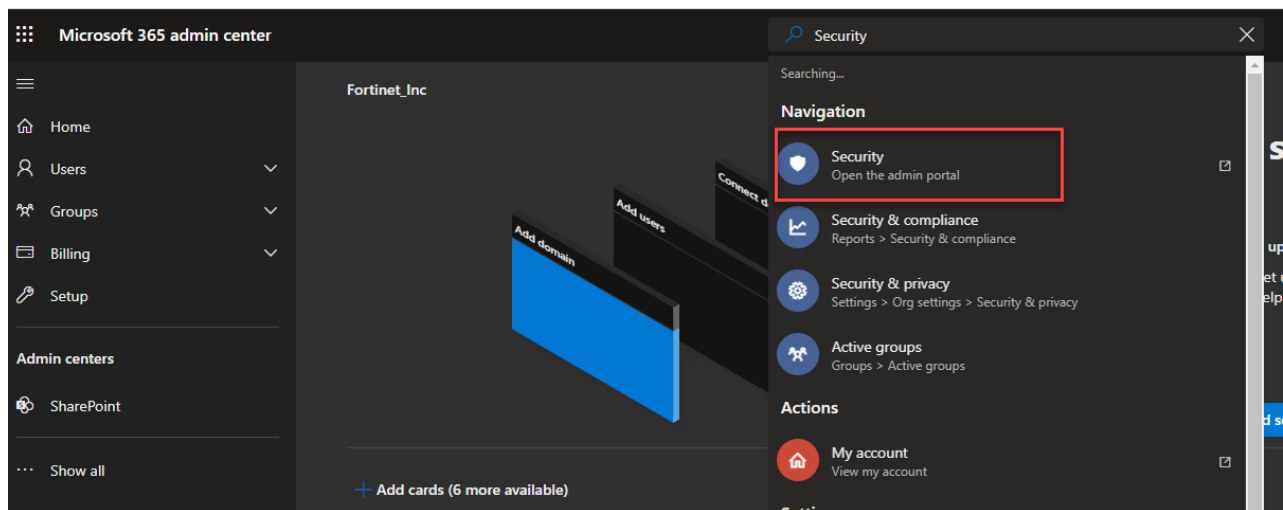 Microsoft 365 admin center
Security
Searching...
Home
Users
Groups
Billing
Setup
Admin centers
SharePoint
Show all
Fortinet_Inc
Add domain
Add users
Connect d
Add cards (6 more available)
Navigation
Security
Open the admin portal
Security & compliance
Reports > Security & compliance
Security & privacy
Settings > Org settings > Security & privacy
Active groups
Groups > Active groups
Actions
My account
View my account